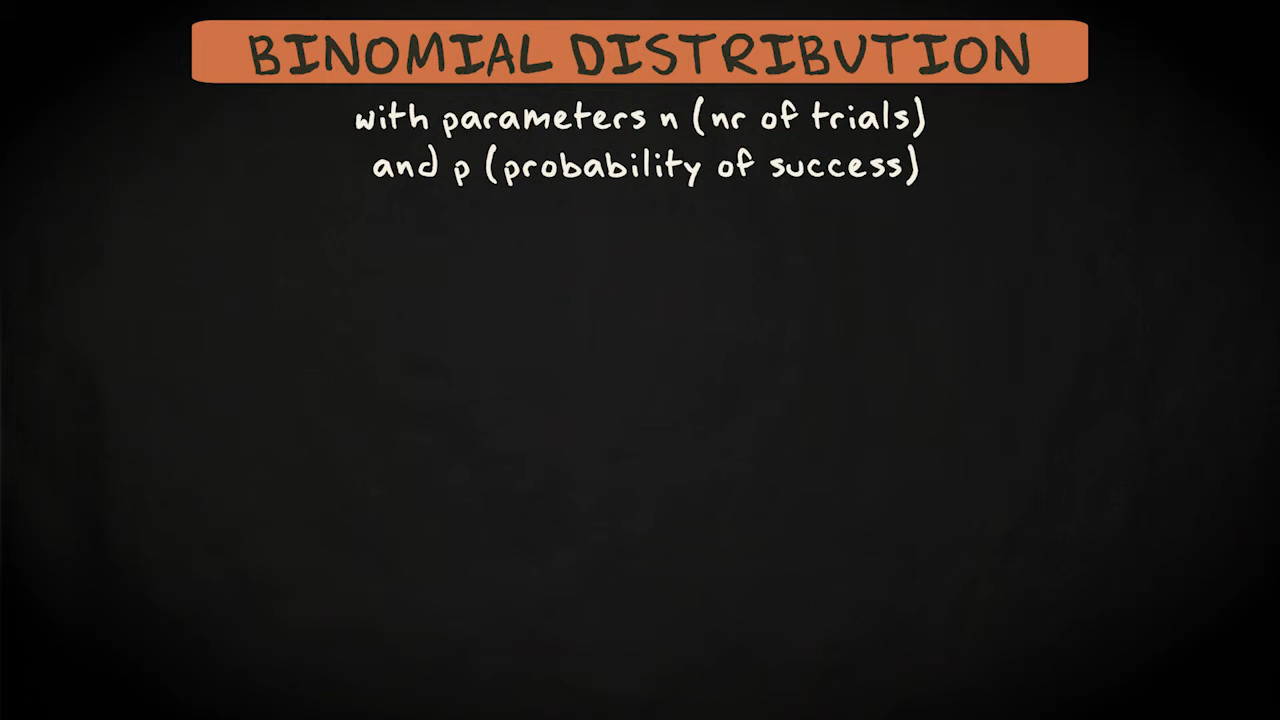 BINOMIAL DISTRIBUTION
with parameters n (nr of trials)
and p (probability of success)